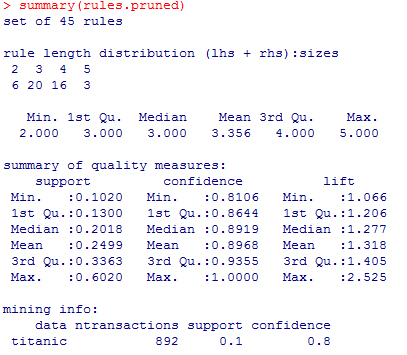 > summary(rules.pruned)
set of 45 rules
rule length distribution (lhs + rhs):sizes
2 3 4 5
6 20 16 3
Min. 1st Qu. Median Mean 3rd Qu. Max.
2.000 3.000 3.000 3.356 4.000 5.000
summary of quality measures:
support confidence lift
Min. :0.1020 Min. :0.8106 Min. :1.066
1st Qu.:0.1300 1st Qu.:0.8644 1st Qu.:1.206
Median :0.2018 Median :0.8919 Median :1.277
Mean :0.2499 Mean :0.8968 Mean :1.318
3rd Qu.:0.3363 3rd Qu.:0.9355 3rd Qu.:1.405
Max. :0.6020 Max. :1.0000 Max. :2.525
mining info:
data ntransactions support confidence
titanic 892 0.1 0.8